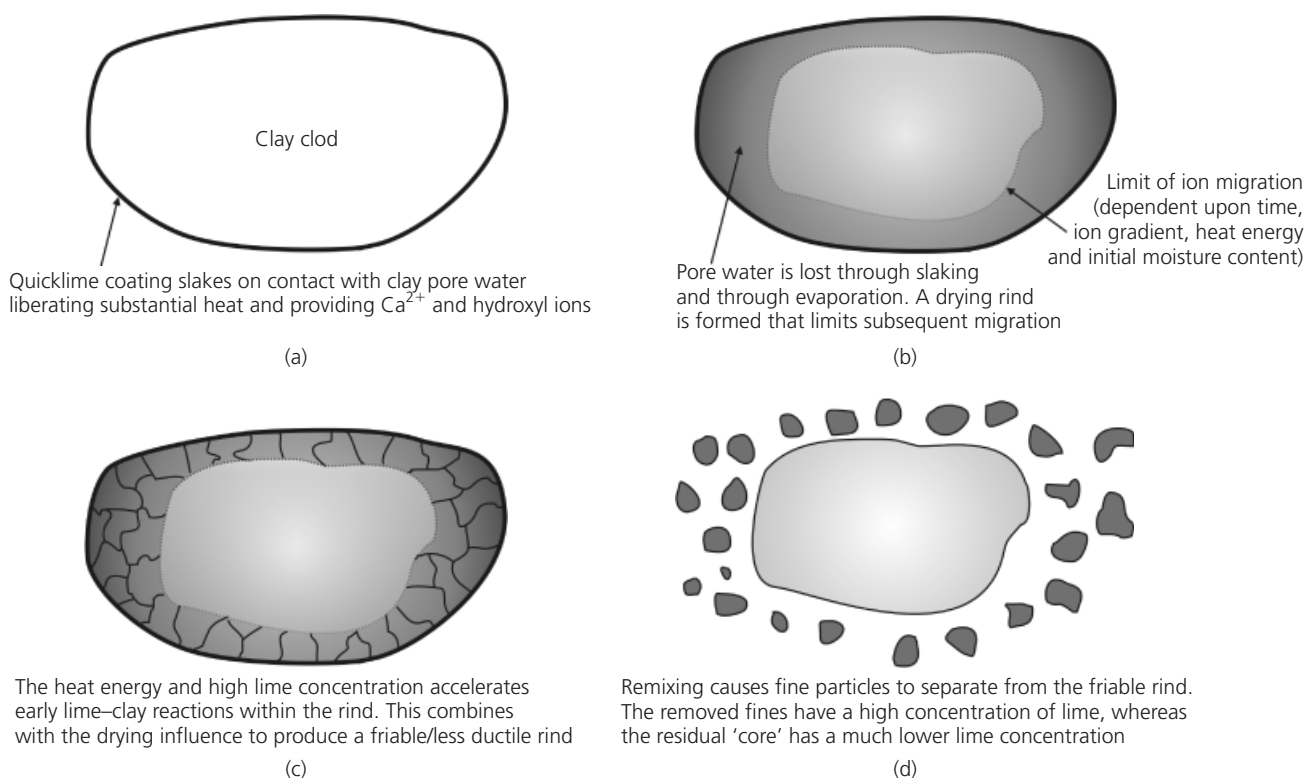 Clay clod
Quicklime coating slakes on contact with clay pore water
liberating substantial heat and providing Ca²⁺ and hydroxyl ions
(a)
Limit of ion migration
(dependent upon time,
ion gradient, heat energy
and initial moisture content)
Pore water is lost through slaking
and through evaporation. A drying rind
is formed that limits subsequent migration
(b)
The heat energy and high lime concentration accelerates
early lime–clay reactions within the rind. This combines
with the drying influence to produce a friable/less ductile rind
(c)
Remixing causes fine particles to separate from the friable rind.
The removed fines have a high concentration of lime, whereas
the residual ‘core’ has a much lower lime concentration
(d)